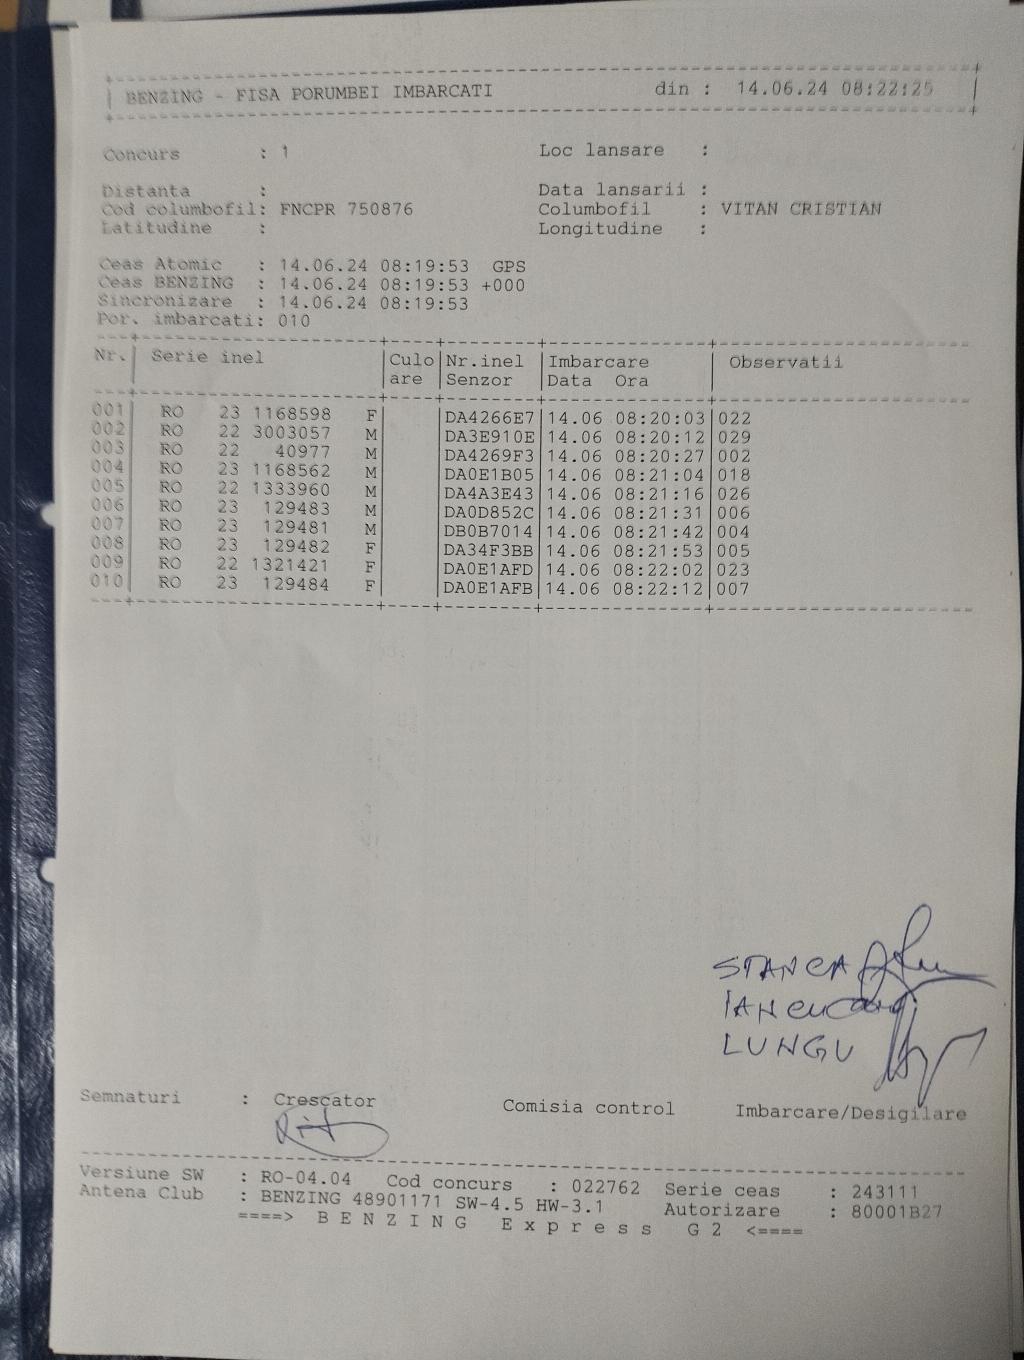 BENZING - FISA PORUMBEI IMBARCATI din : 14.06.24 08:22:25
Concurs : 1 Loc lansare :
Distanta : Data lansarii :
Cod columbofil: FNCPR 750876 Columbofil : VITAN CRISTIAN
Latitudine : Longitudine :
Ceas Atomic : 14.06.24 08:19:53 GPS
Ceas BENZING : 14.06.24 08:19:53 +000
Sincronizare : 14.06.24 08:19:53
Por. imbarcati: 010
Nr. Serie inel Culo Nr.inel Imbarcare Observatii
are Senzor Data Ora
001 RO 23 1168598 F DA4266E7 14.06 08:20:03 022
002 RO 22 3003057 M DA3E910E 14.06 08:20:12 029
003 RO 22 40977 M DA4269F3 14.06 08:20:27 002
004 RO 23 1168562 M DA0E1B05 14.06 08:21:04 018
005 RO 22 1333960 M DA4A3E43 14.06 08:21:16 026
006 RO 23 129483 M DA0D852C 14.06 08:21:31 006
007 RO 23 129481 M DB0B7014 14.06 08:21:42 004
008 RO 23 129482 F DA34F3BB 14.06 08:21:53 005
009 RO 22 1321421 F DA0E1AFD 14.06 08:22:02 023
010 RO 23 129484 F DA0E1AFB 14.06 08:22:12 007
STANCA
LUNGU
Semnaturi : Crescator Comisia control Imbarcare/Desigilare
Versiune SW : RO-04.04 Cod concurs : 022762 Serie ceas : 243111
Antena Club : BENZING 48901171 SW-4.5 HW-3.1 Autorizare : 80001B27
====> B E N Z I N G E x p r e s s G 2 <====